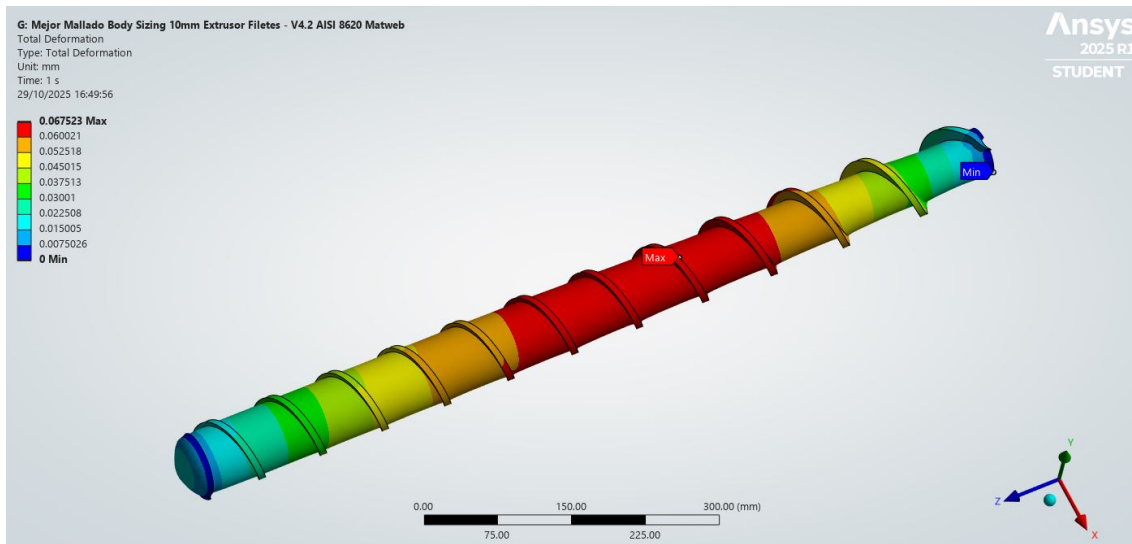 G: Mejor Mallado Body Sizing 10mm Extrusor Filetes - V4.2 AISI 8620 Matweb
Total Deformation
Type: Total Deformation
Unit: mm
Time: 1 s
29/10/2025 16:49:56
0.067523 Max
0.060021
0.052518
0.045015
0.037513
0.03001
0.022508
0.015005
0.0075026
0 Min
Ansys
2025 R1
STUDENT
Min
Max
0.00 150.00 300.00 (mm)
75.00 225.00
Y
Z
X